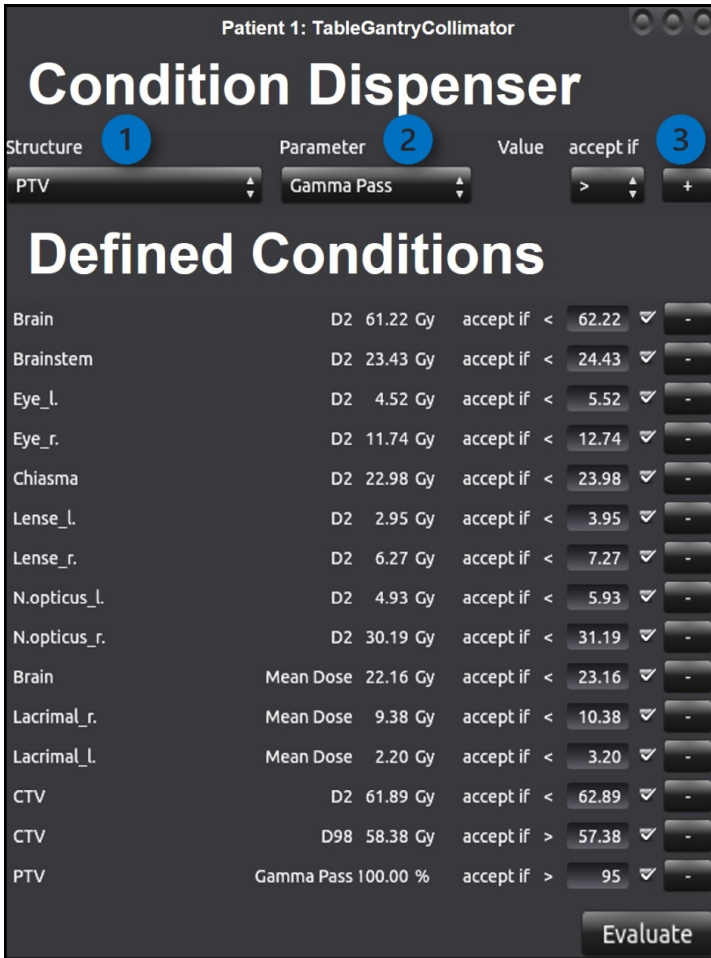 Patient 1: TableGantryCollimator
Condition Dispenser
Structure 1 Parameter 2 Value accept if 3
PTV Gamma Pass > +
Defined Conditions
Brain D2 61.22 Gy accept if < 62.22 -
Brainstem D2 23.43 Gy accept if < 24.43 -
Eye_l. D2 4.52 Gy accept if < 5.52 -
Eye_r. D2 11.74 Gy accept if < 12.74 -
Chiasma D2 22.98 Gy accept if < 23.98 -
Lense_l. D2 2.95 Gy accept if < 3.95 -
Lense_r. D2 6.27 Gy accept if < 7.27 -
N.opticus_l. D2 4.93 Gy accept if < 5.93 -
N.opticus_r. D2 30.19 Gy accept if < 31.19 -
Brain Mean Dose 22.16 Gy accept if < 23.16 -
Lacrimal_r. Mean Dose 9.38 Gy accept if < 10.38 -
Lacrimal_l. Mean Dose 2.20 Gy accept if < 3.20 -
CTV D2 61.89 Gy accept if < 62.89 -
CTV D98 58.38 Gy accept if > 57.38 -
PTV Gamma Pass 100.00 % accept if > 95 -
Evaluate